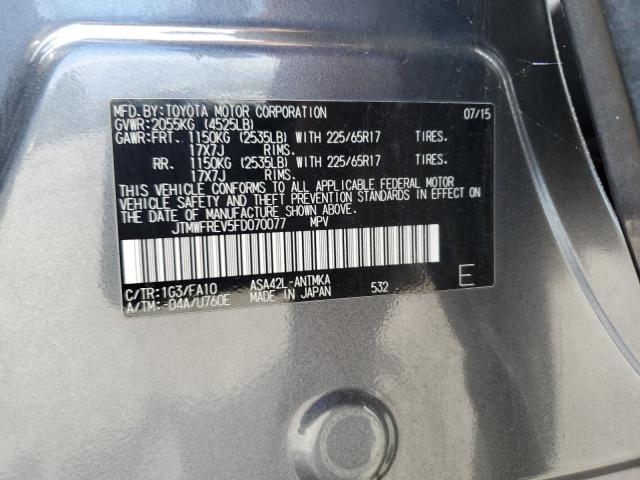 MFD.BY:TOYOTA MOTOR CORPORATION 07/15
GVWR:2055KG (4525LB)
GAWR:FRT. 1150KG (2535LB) WITH 225/65R17 TIRES.
17X7J RIMS.
RR. 1150KG (2535LB) WITH 225/65R17 TIRES.
17X7J RIMS.
THIS VEHICLE CONFORMS TO ALL APPLICABLE FEDERAL MOTOR
VEHICLE SAFETY AND THEFT PREVENTION STANDARDS IN EFFECT ON
THE DATE OF MANUFACTURE SHOWN ABOVE.
JTMWFREV5FD070077 MPV
C/TR:1G3/FA10 ASA42L-ANTMKA
A/TM:-04A/U760E MADE IN JAPAN 532 E